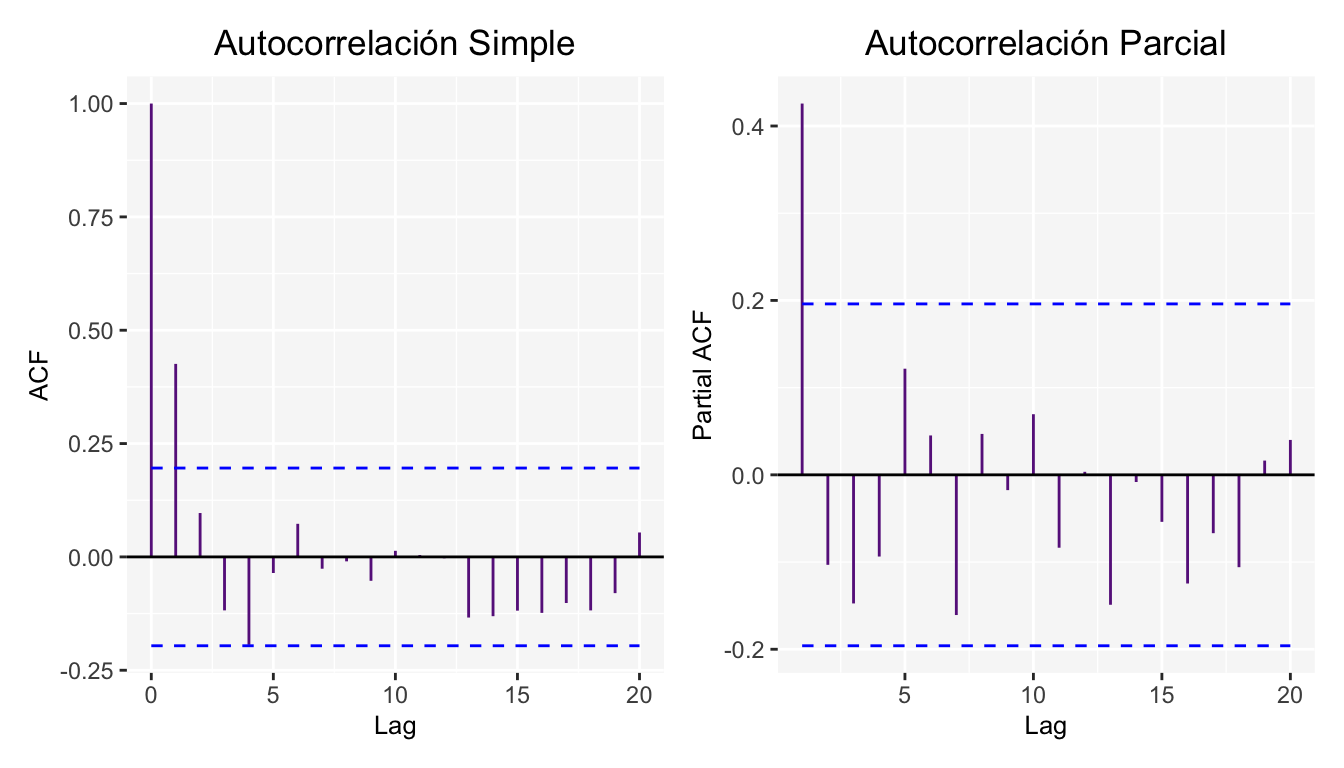 Autocorrelación Simple
1.00
0.75
0.50
0.25
0.00
-0.25
ACF
0 5 10 15 20
Lag
Autocorrelación Parcial
0.4
0.2
0.0
-0.2
Partial ACF
5 10 15 20
Lag